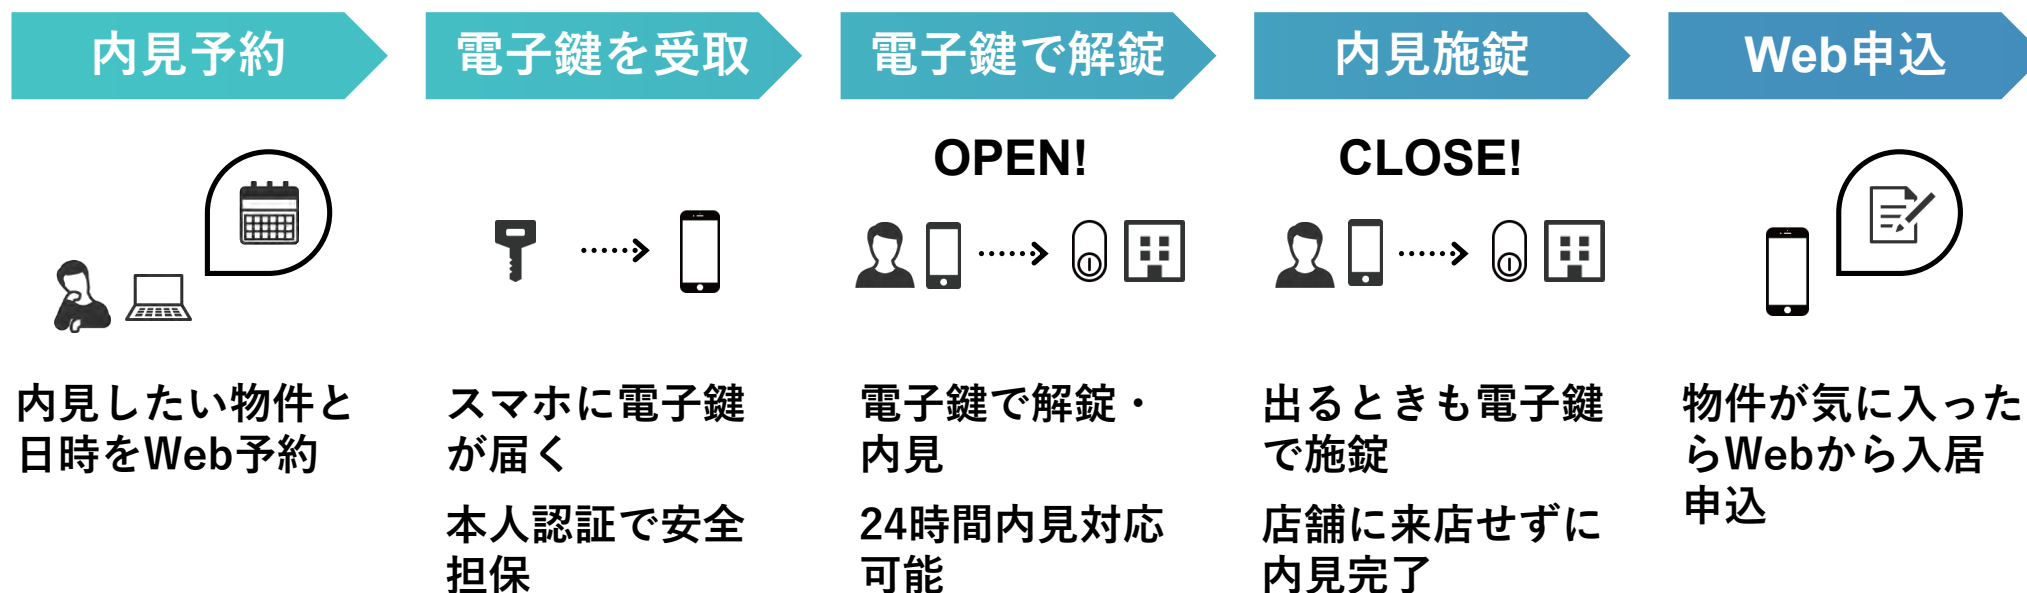 内見予約
電子鍵を受取
電子鍵で解錠
内見施錠
Web申込
OPEN!
CLOSE!
内見したい物件と
日時をWeb予約
スマホに電子鍵
が届く
本人認証で安全
担保
電子鍵で解錠・
内見
24時間内見対応
可能
出るときも電子鍵
で施錠
店舗に来店せずに
内見完了
物件が気に入った
らWebから入居
申込